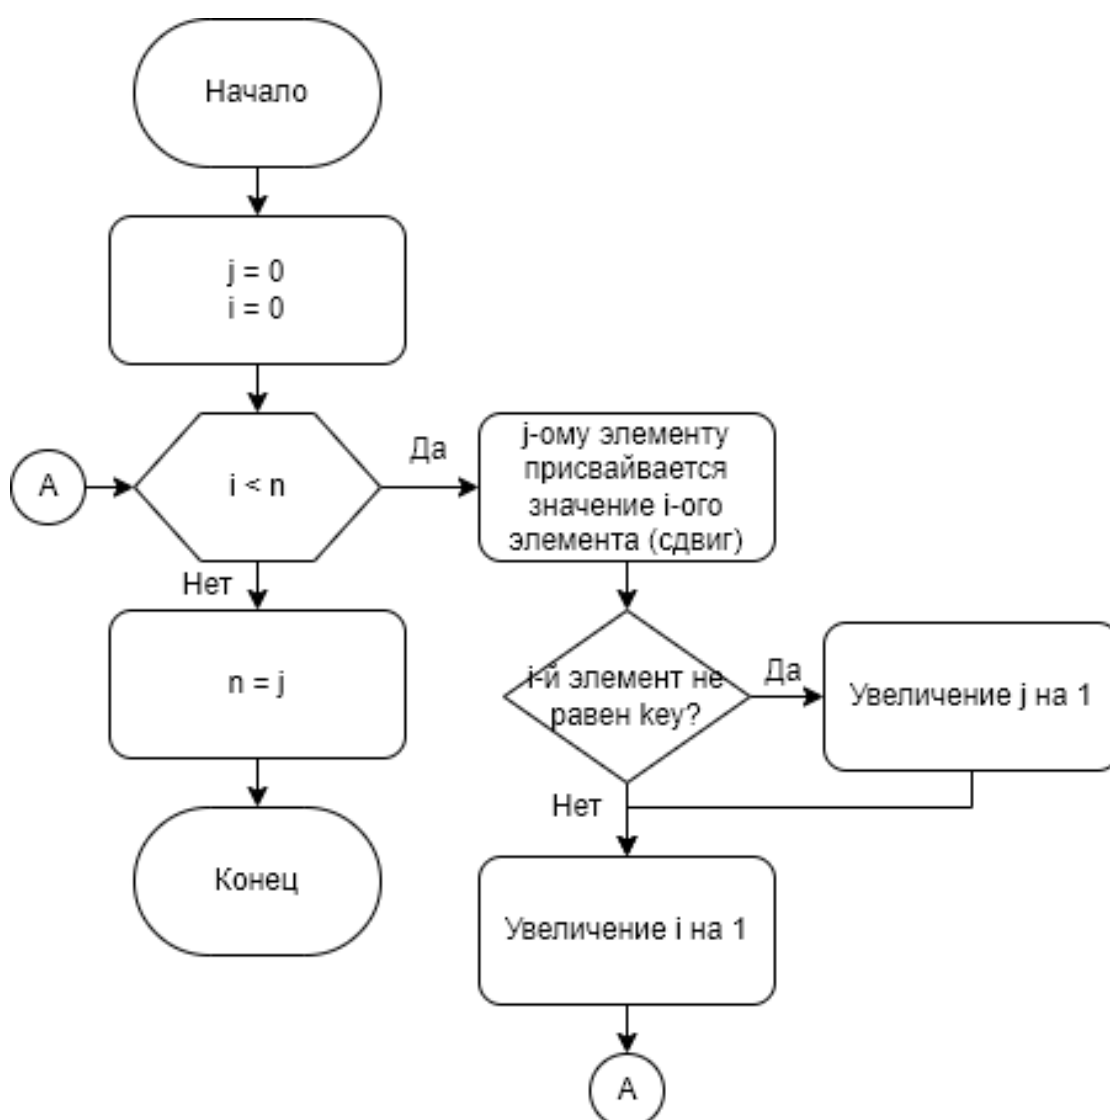 Начало
j = 0
i = 0
A
i < n
Да
j-ому элементу
присвайвается
значение i-ого
элемента (сдвиг)
Нет
n = j
i-й элемент не
равен key?
Да
Увеличение j на 1
Нет
Конец
Увеличение i на 1
A